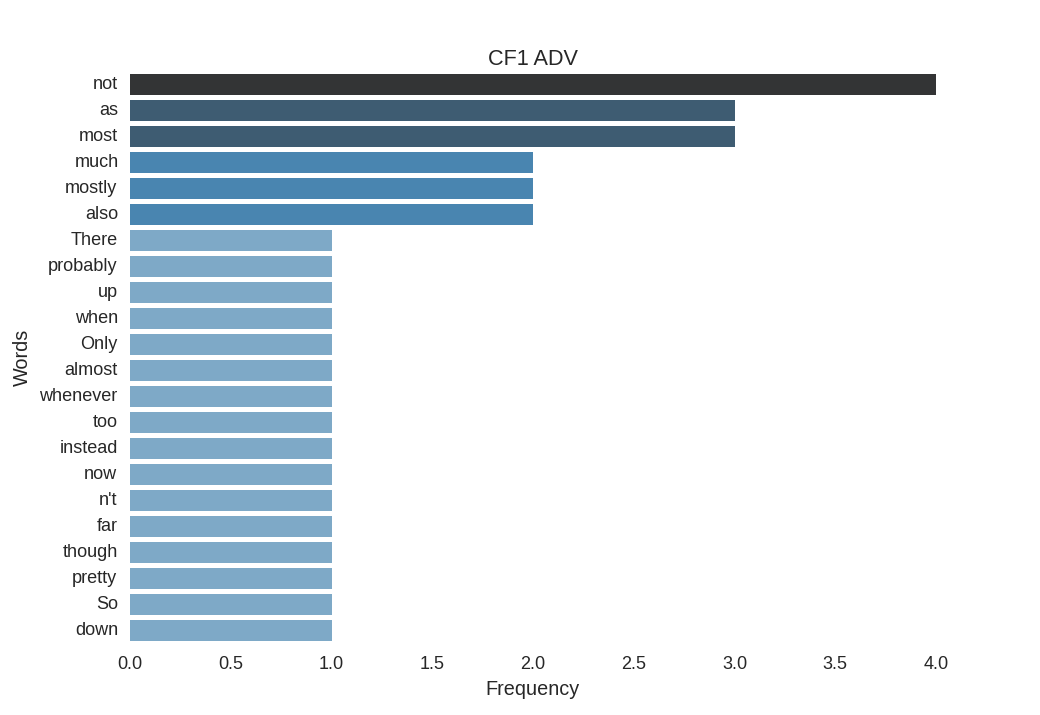 CF1 ADV
not
as
most
much
mostly
also
There
probably
up
when
Only
almost
whenever
too
instead
now
n't
far
though
pretty
So
down
Words
0.0 0.5 1.0 1.5 2.0 2.5 3.0 3.5 4.0
Frequency